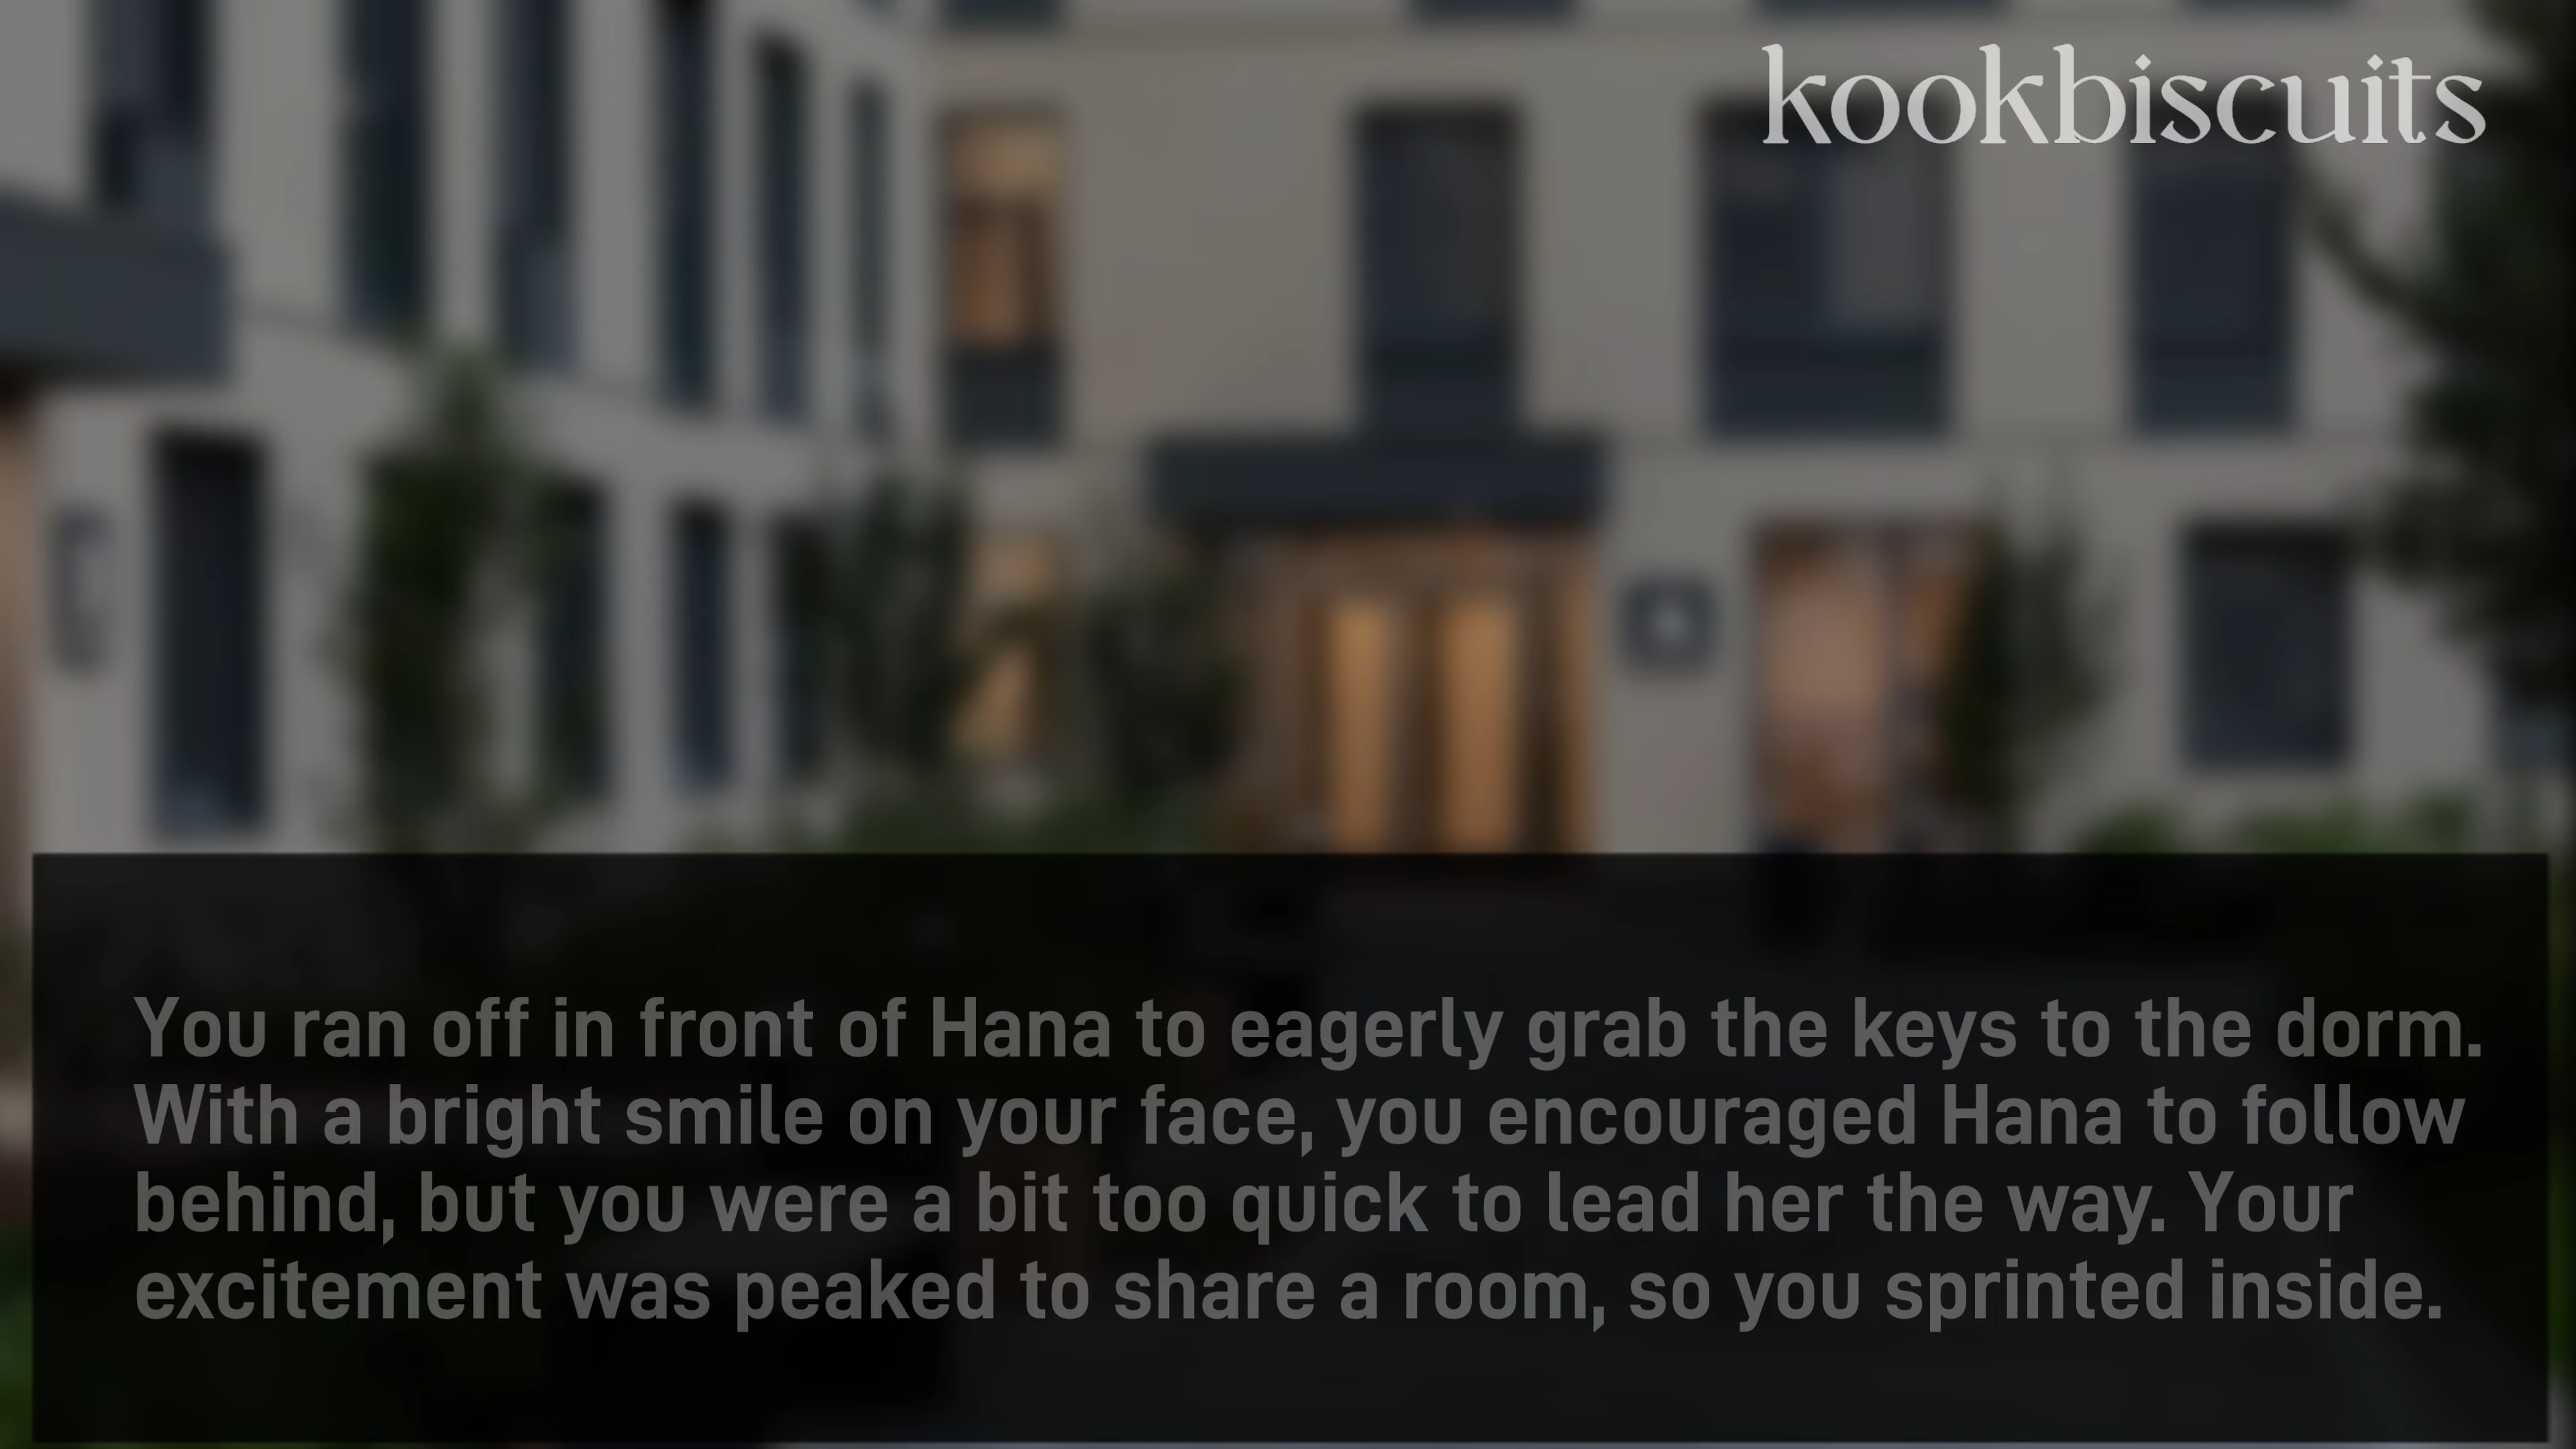 kookbiscuits
You ran off in front of Hana to eagerly grab the keys to the dorm.
With a bright smile on your face, you encouraged Hana to follow
behind, but you were a bit too quick to lead her the way. Your
excitement was peaked to share a room, so you sprinted inside.